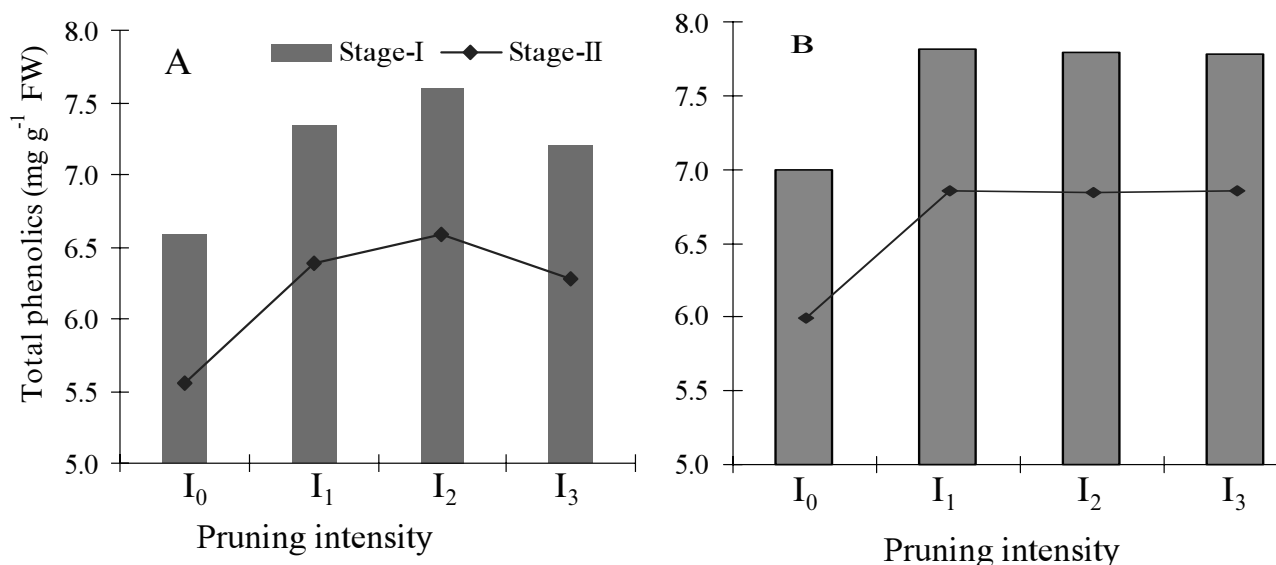 Total phenolics (mg g⁻¹ FW)
8.0
7.5
7.0
6.5
6.0
5.5
5.0
A
Stage-I
Stage-II
I₀ I₁ I₂ I₃
Pruning intensity
B
8.0
7.5
7.0
6.5
6.0
5.5
5.0
I₀ I₁ I₂ I₃
Pruning intensity